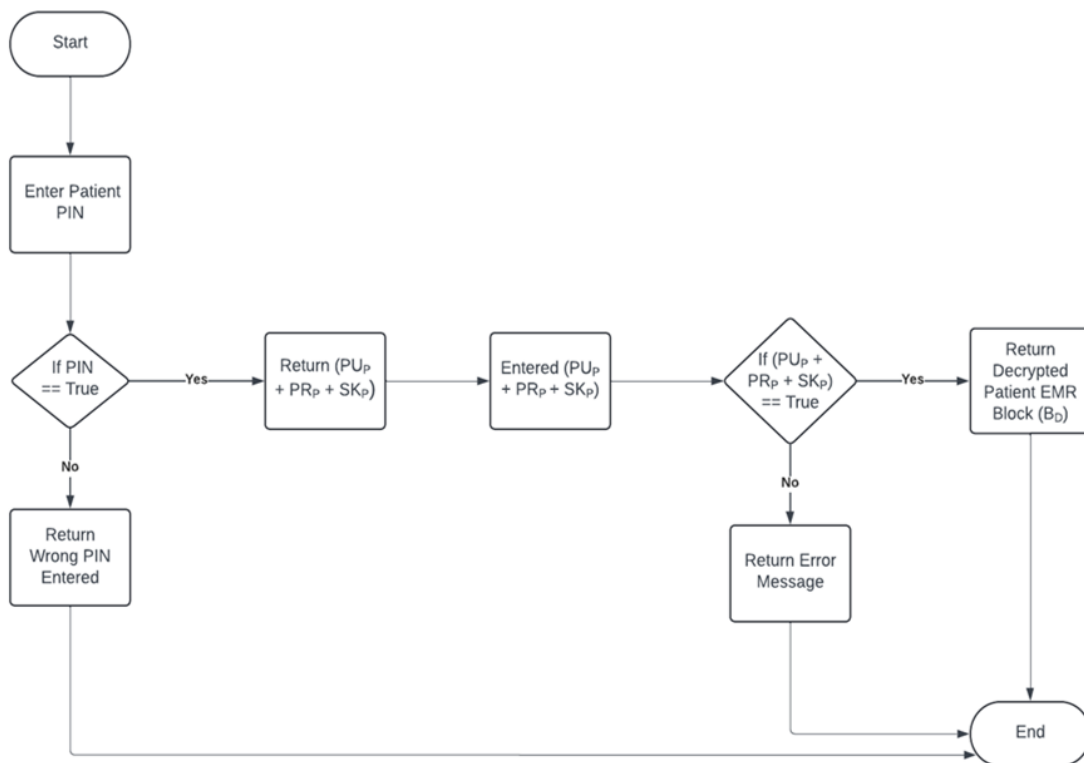 Start
Enter Patient
PIN
If PIN
== True
Yes
Return (PUₚ
+ PRₚ + SKₚ)
Entered (PUₚ
+ PRₚ + SKₚ)
If (PUₚ +
PRₚ + SKₚ)
== True
Yes
Return
Decrypted
Patient EMR
Block (B_D)
No
Return
Wrong PIN
Entered
No
Return Error
Message
End